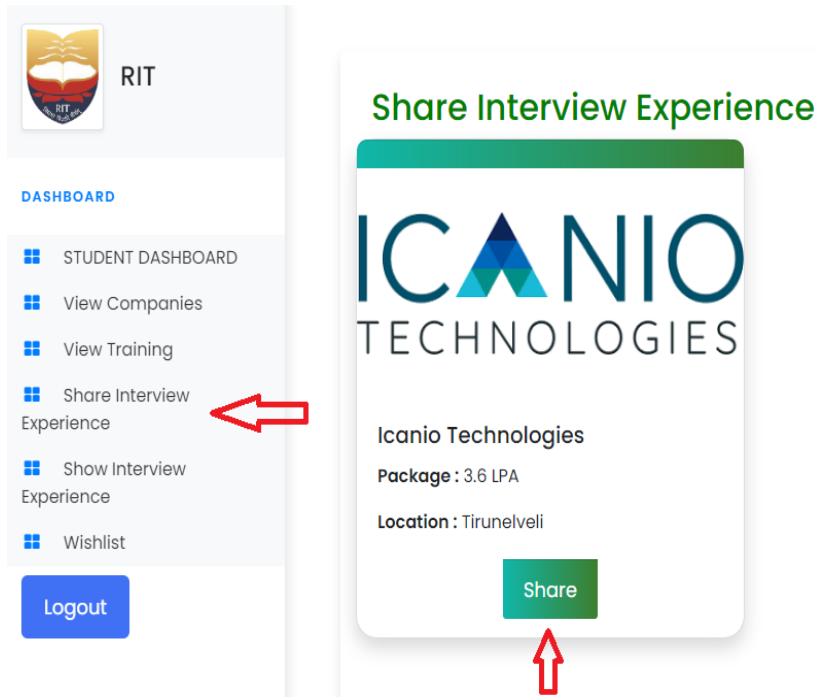 RIT
RIT
DASHBOARD
STUDENT DASHBOARD
View Companies
View Training
Share Interview
Experience
Show Interview
Experience
Wishlist
Logout
Share Interview Experience
ICANIO
TECHNOLOGIES
Icanio Technologies
Package : 3.6 LPA
Location : Tirunelveli
Share